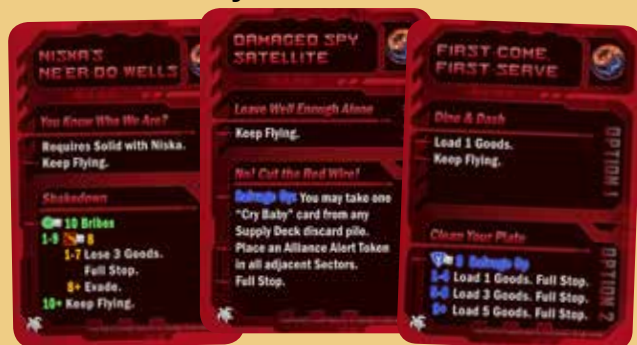 NISKA'S
NE'ER DO WELLS
You Know Who We Are?
Requires Solid with Niska.
Keep Flying.
Shakedown
10 Bribes
1-9 8
1-7 Lose 3 Goods.
Full Stop.
8+ Evade.
10+ Keep Flying.
DAMAGED SPY
SATELLITE
Leave Well Enough Alone
Keep Flying.
No! Cut the Red Wire!
Salvage Op: You may take one
"Cry Baby" card from any
Supply Deck discard pile.
Place an Alliance Alert Token
in all adjacent Sectors.
Full Stop.
FIRST COME,
FIRST SERVE
Dine & Dash
Load 1 Goods.
Keep Flying.
OPTION 1
Clean Your Plate
Salvage Op
Load 1 Goods. Full Stop.
Load 3 Goods. Full Stop.
Load 5 Goods. Full Stop.
OPTION 2